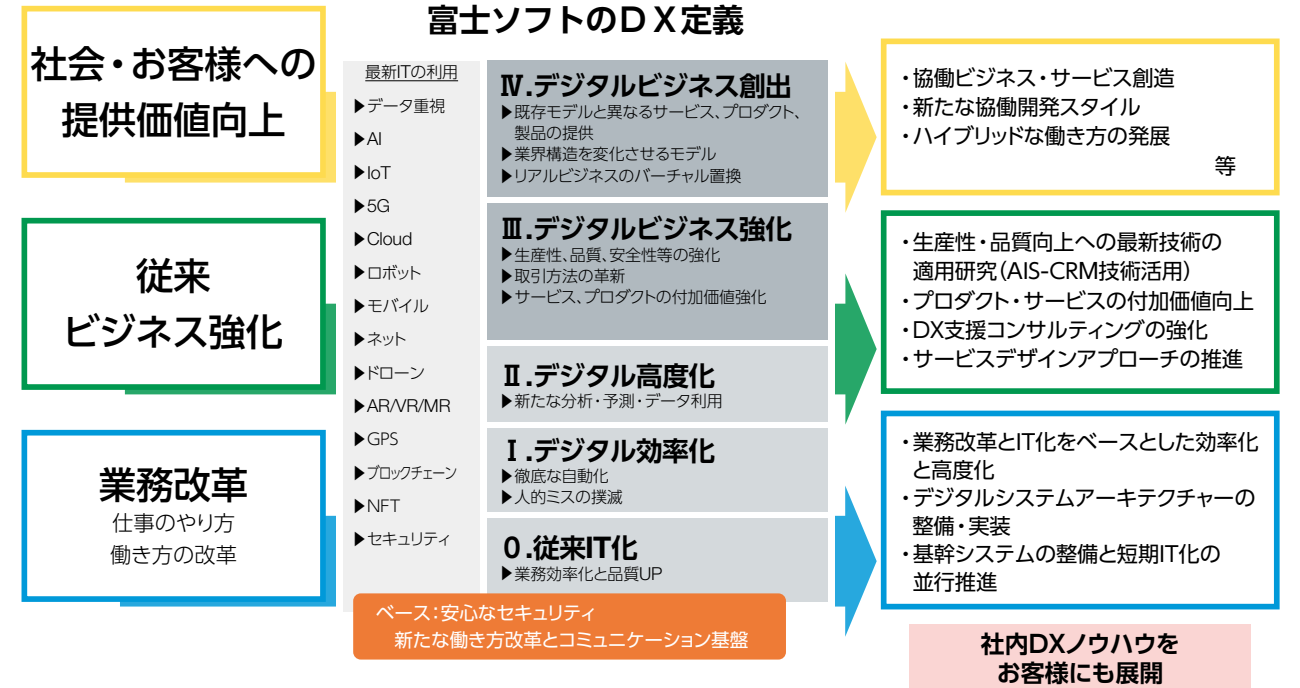 富士ソフトのDX定義
社会・お客様への
提供価値向上
従来
ビジネス強化
業務改革
仕事のやり方
働き方の改革
最新ITの利用
▶データ重視
▶AI
▶IoT
▶5G
▶Cloud
▶ロボット
▶モバイル
▶ネット
▶ドローン
▶AR/VR/MR
▶GPS
▶ブロックチェーン
▶NFT
▶セキュリティ
Ⅳ.デジタルビジネス創出
▶既存モデルと異なるサービス、プロダクト、
製品の提供
▶業界構造を変化させるモデル
▶リアルビジネスのバーチャル置換
Ⅲ.デジタルビジネス強化
▶生産性、品質、安全性等の強化
▶取引方法の革新
▶サービス、プロダクトの付加価値強化
Ⅱ.デジタル高度化
▶新たな分析・予測・データ利用
Ⅰ.デジタル効率化
▶徹底な自動化
▶人的ミスの撲滅
0.従来IT化
▶業務効率化と品質UP
ベース：安心なセキュリティ
新たな働き方改革とコミュニケーション基盤
・協働ビジネス・サービス創造
・新たな協働開発スタイル
・ハイブリッドな働き方の発展
等
・生産性・品質向上への最新技術の
適用研究(AIS-CRM技術活用)
・プロダクト・サービスの付加価値向上
・DX支援コンサルティングの強化
・サービスデザインアプローチの推進
・業務改革とIT化をベースとした効率化
と高度化
・デジタルシステムアーキテクチャーの
整備・実装
・基幹システムの整備と短期IT化の
並行推進
社内DXノウハウを
お客様にも展開